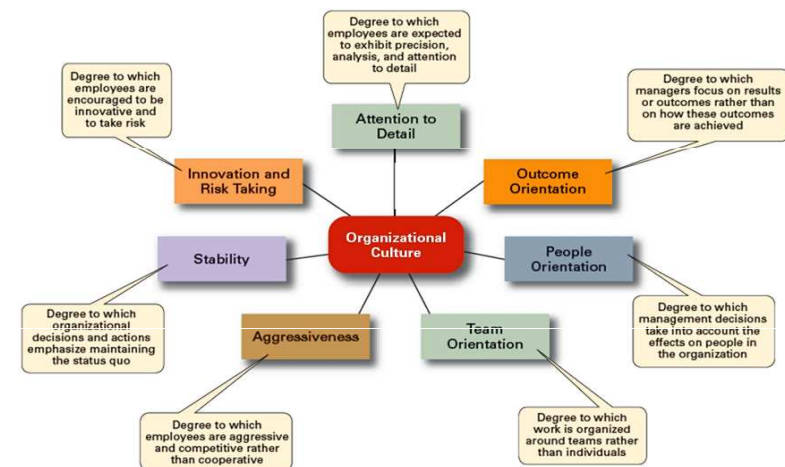 Degree to which
employees are expected
to exhibit precision,
analysis, and attention
to detail
Degree to which
employees are
encouraged to be
innovative and
to take risk
Degree to which
managers focus on results
or outcomes rather than
on how these outcomes
are achieved
Attention to
Detail
Innovation and
Risk Taking
Outcome
Orientation
Organizational
Culture
Stability
People
Orientation
Degree to which
organizational
decisions and actions
emphasize maintaining
the status quo
Aggressiveness
Team
Orientation
Degree to which
management decisions
take into account the
effects on people in
the organization
Degree to which
employees are aggressive
and competitive rather
than cooperative
Degree to which
work is organized
around teams rather
than individuals